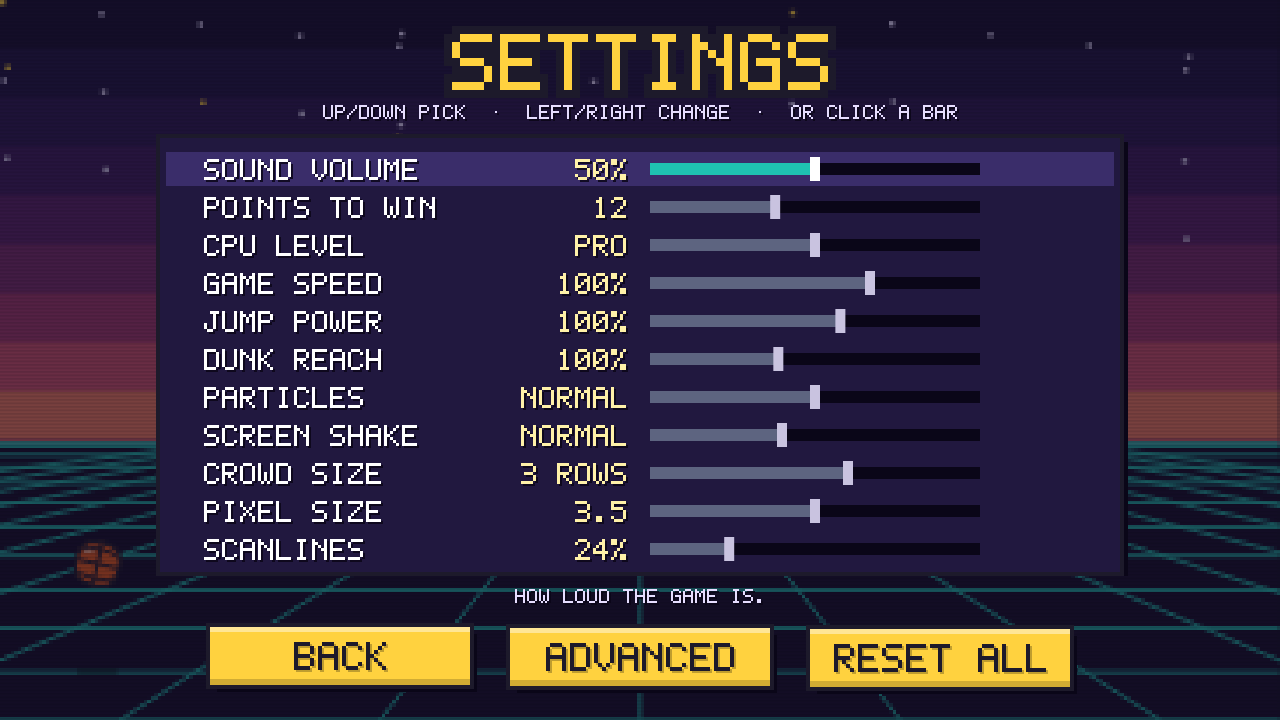 SETTINGS
UP/DOWN PICK · LEFT/RIGHT CHANGE · OR CLICK A BAR
SOUND VOLUME 50%
POINTS TO WIN 12
CPU LEVEL PRO
GAME SPEED 100%
JUMP POWER 100%
DUNK REACH 100%
PARTICLES NORMAL
SCREEN SHAKE NORMAL
CROWD SIZE 3 ROWS
PIXEL SIZE 3.5
SCANLINES 24%
HOW LOUD THE GAME IS.
BACK ADVANCED RESET ALL